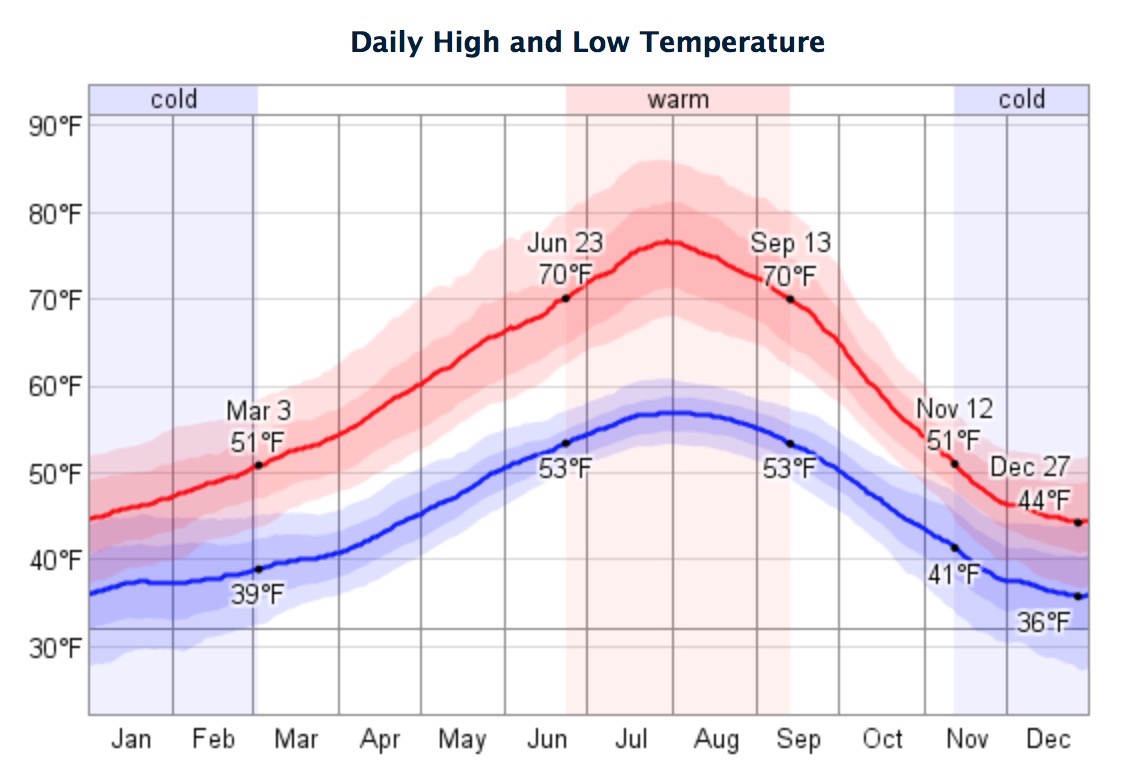 Daily High and Low Temperature
cold
warm
cold
90°F
80°F
70°F
60°F
50°F
40°F
30°F
Jun 23
70°F
Sep 13
70°F
Mar 3
51°F
Nov 12
51°F
Dec 27
44°F
53°F
53°F
39°F
41°F
36°F
Jan Feb Mar Apr May Jun Jul Aug Sep Oct Nov Dec